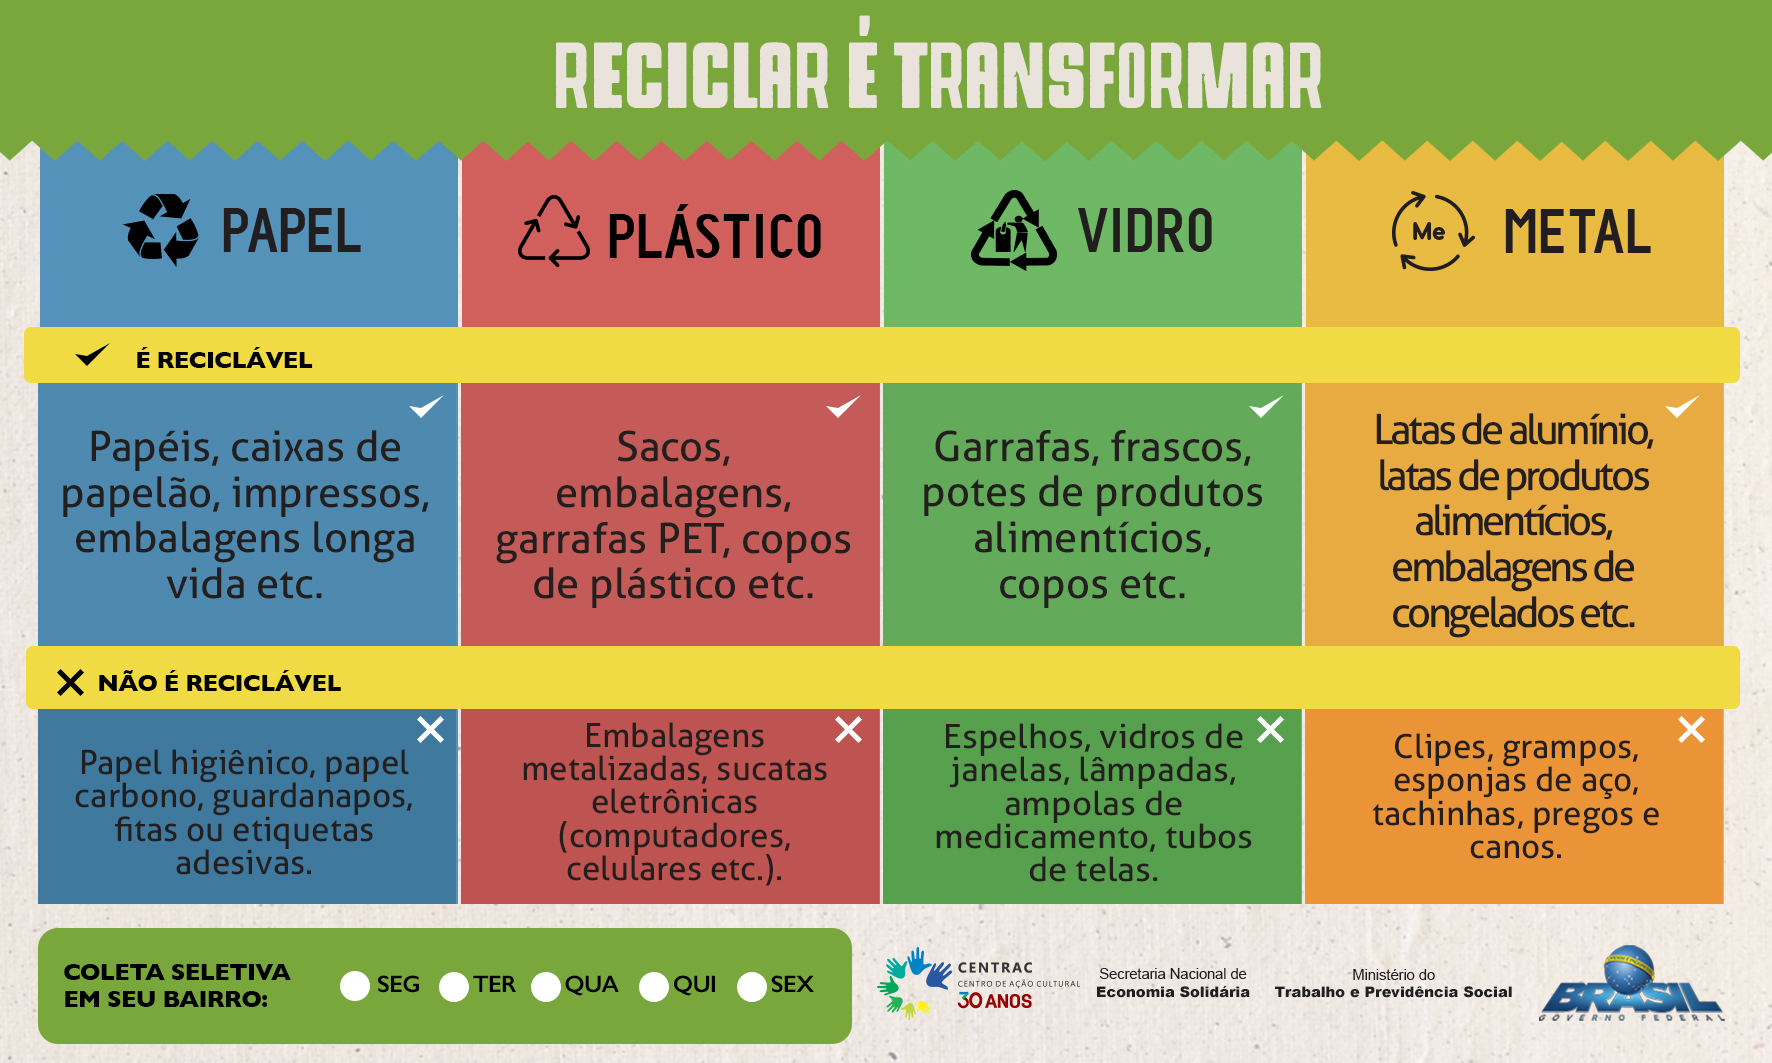 RECICLAR É TRANSFORMAR
PAPEL
PLÁSTICO
VIDRO
Me
METAL
É RECICLÁVEL
Papéis, caixas de
papelão, impressos,
embalagens longa
vida etc.
Sacos,
embalagens,
garrafas PET, copos
de plástico etc.
Garrafas, frascos,
potes de produtos
alimentícios,
copos etc.
Latas de alumínio,
latas de produtos
alimentícios,
embalagens de
congelados etc.
NÃO É RECICLÁVEL
Papel higiênico, papel
carbono, guardanapos,
fitas ou etiquetas
adesivas.
Embalagens
metalizadas, sucatas
eletrônicas
(computadores,
celulares etc.).
Espelhos, vidros de
janelas, lâmpadas,
ampolas de
medicamento, tubos
de telas.
Clipes, grampos,
esponjas de aço,
tachinhas, pregos e
canos.
COLETA SELETIVA
EM SEU BAIRRO:
SEG TER QUA QUI SEX
CENTRAC
CENTRO DE AÇÃO CULTURAL
30 ANOS
Secretaria Nacional de
Economia Solidária
Ministério do
Trabalho e Previdência Social
BRASIL
GOVERNO FEDERAL